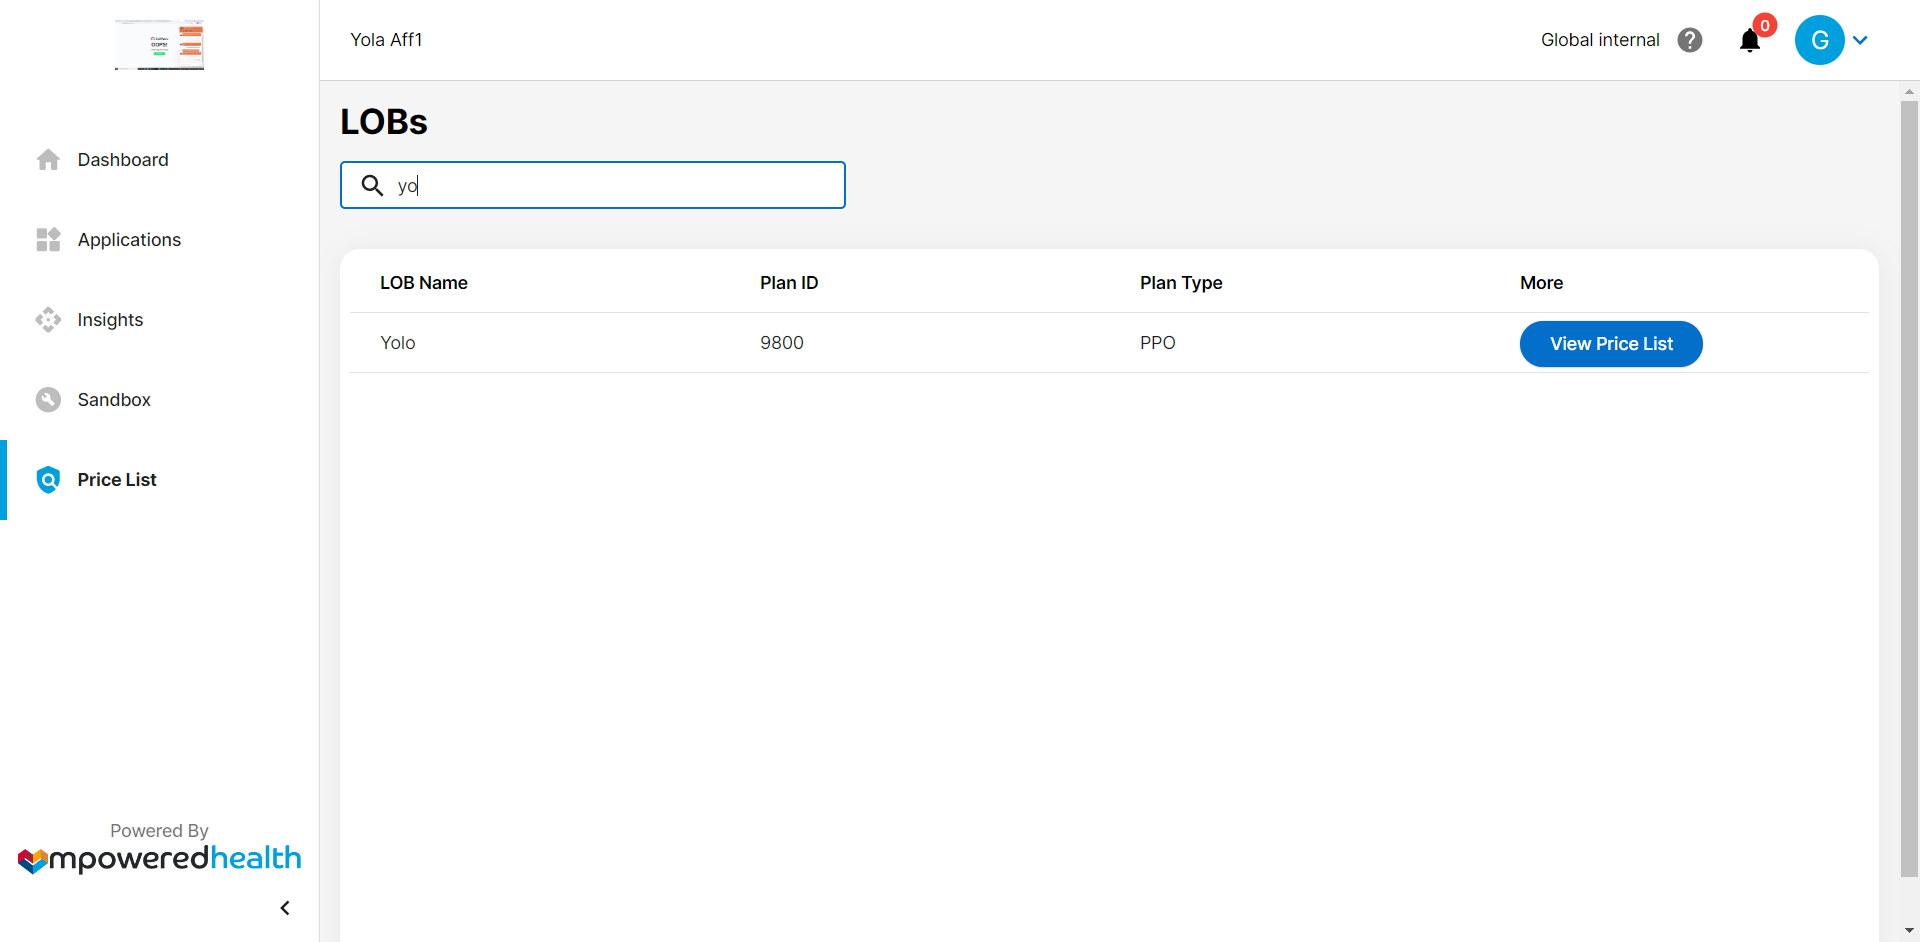 Yola Aff1
Global internal
0
G
Dashboard
Applications
Insights
Sandbox
Price List
LOBs
yo
LOB Name Plan ID Plan Type More
Yolo 9800 PPO View Price List
Powered By
mpoweredhealth